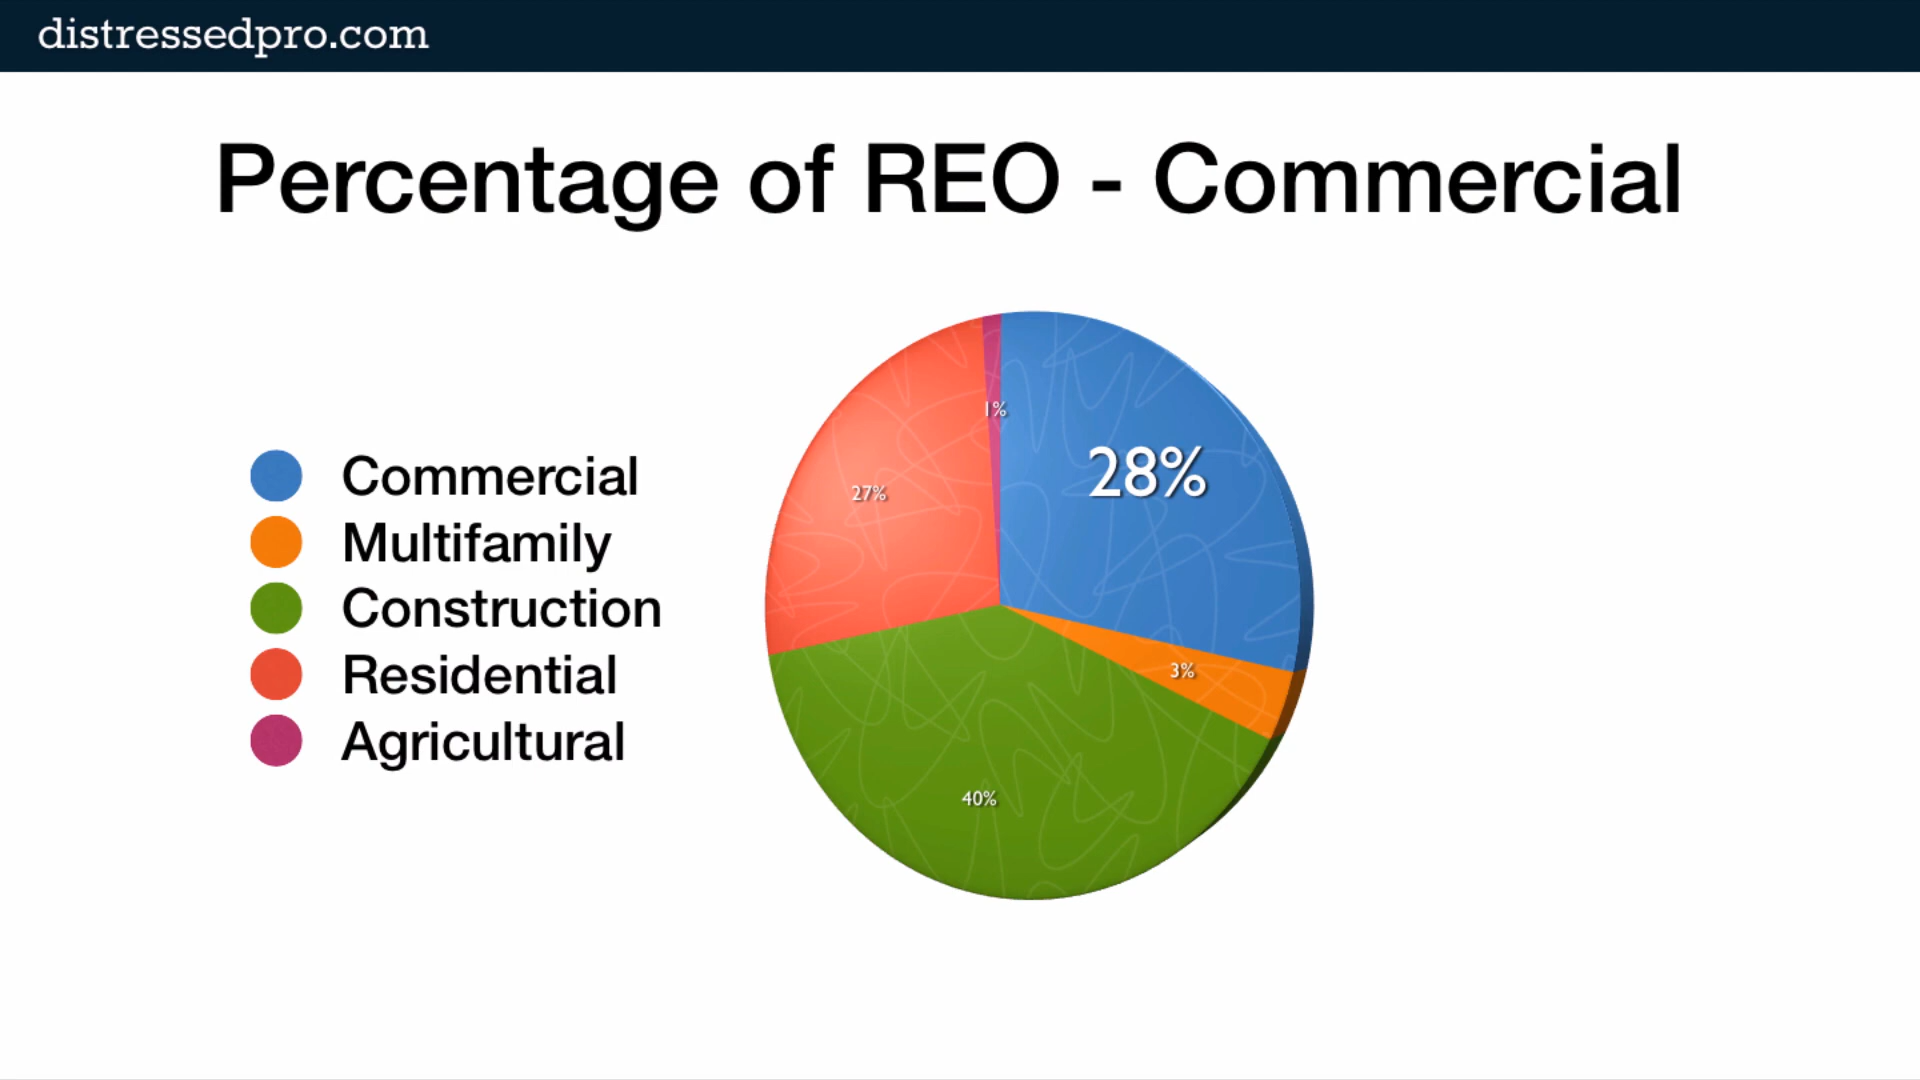 distressedpro.com
Percentage of REO - Commercial
Commercial
Multifamily
Construction
Residential
Agricultural
1%
28%
27%
3%
40%